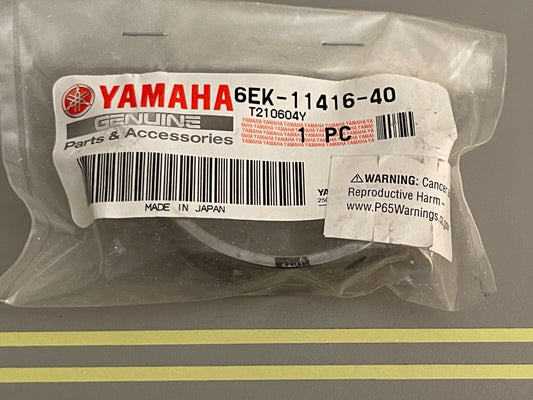 YAMAHA 6EK-11416-40
GENUINE T210604Y
Parts & Accessories 1 PC
MADE IN JAPAN
⚠WARNING: Cancer
Reproductive Harm –
www.P65Warnings.